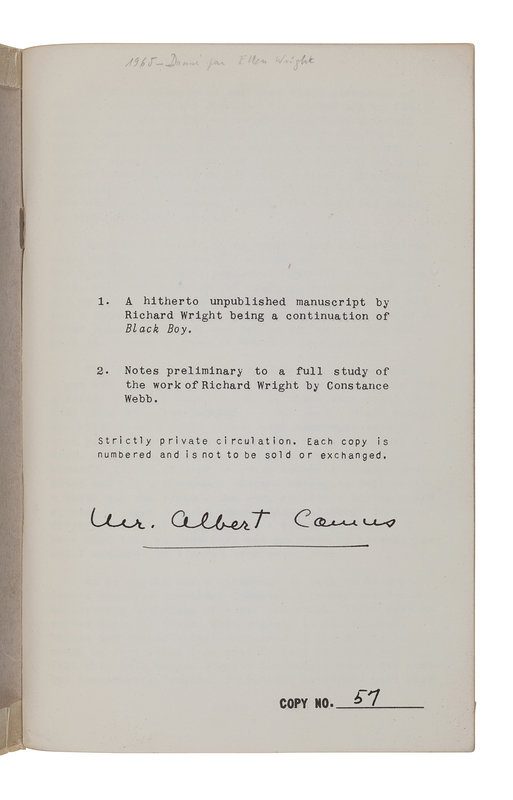 1965 - Donné par Ellen Wright
1. A hitherto unpublished manuscript by
Richard Wright being a continuation of
Black Boy.
2. Notes preliminary to a full study of
the work of Richard Wright by Constance
Webb.
Strictly private circulation. Each copy is
numbered and is not to be sold or exchanged.
Mr. Albert Camus
COPY NO. 57